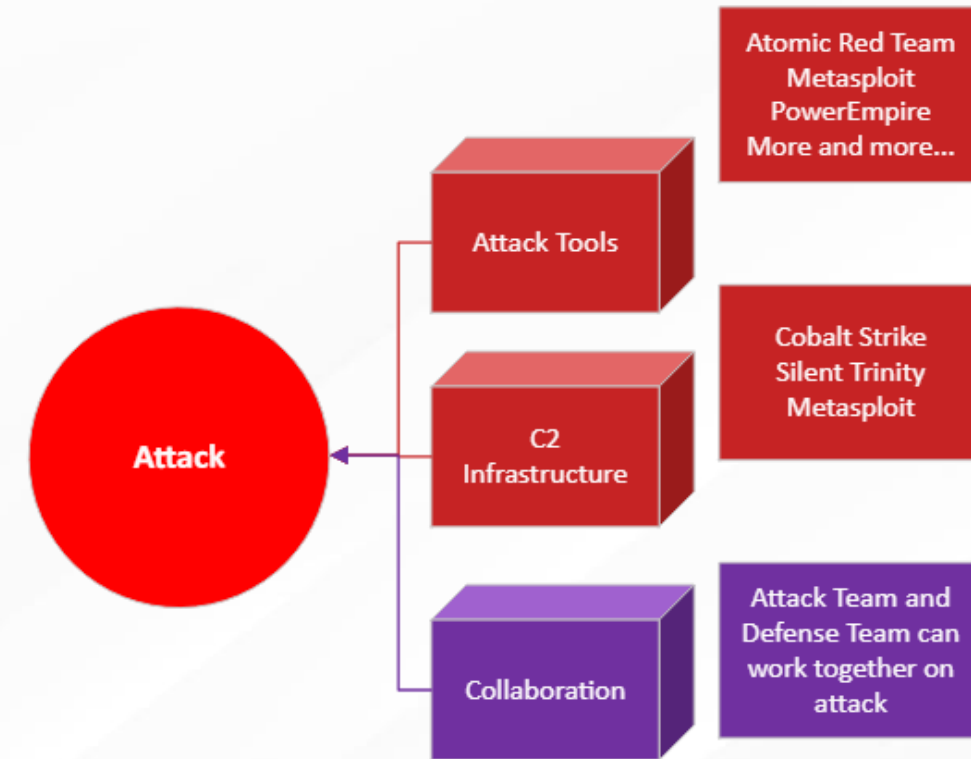 Atomic Red Team
Metasploit
PowerEmpire
More and more...
Attack Tools
Cobalt Strike
Silent Trinity
Metasploit
C2
Infrastructure
Attack
Attack Team and
Defense Team can
work together on
attack
Collaboration